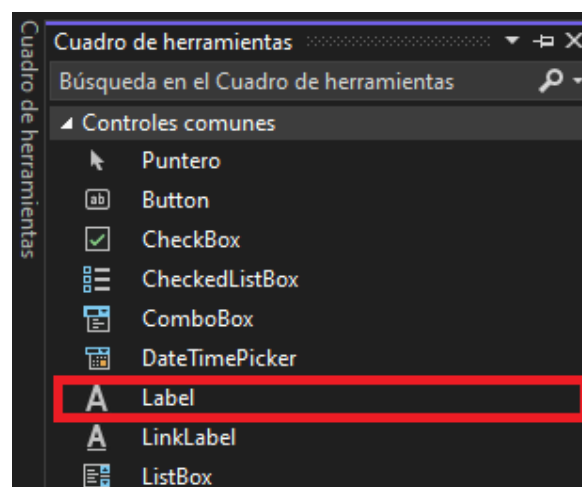 Cuadro de herramientas
Cuadro de herramientas
Búsqueda en el Cuadro de herramientas
Controles comunes
Puntero
ab Button
CheckBox
CheckedListBox
ComboBox
DateTimePicker
A Label
A LinkLabel
ListBox